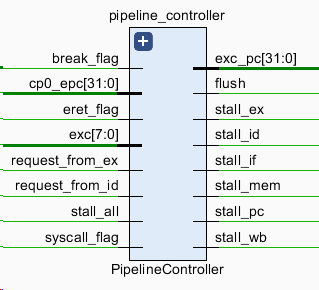 pipeline_controller
break_flag
cp0_epc[31:0]
eret_flag
exc[7:0]
request_from_ex
request_from_id
stall_all
syscall_flag
exc_pc[31:0]
flush
stall_ex
stall_id
stall_if
stall_mem
stall_pc
stall_wb
PipelineController